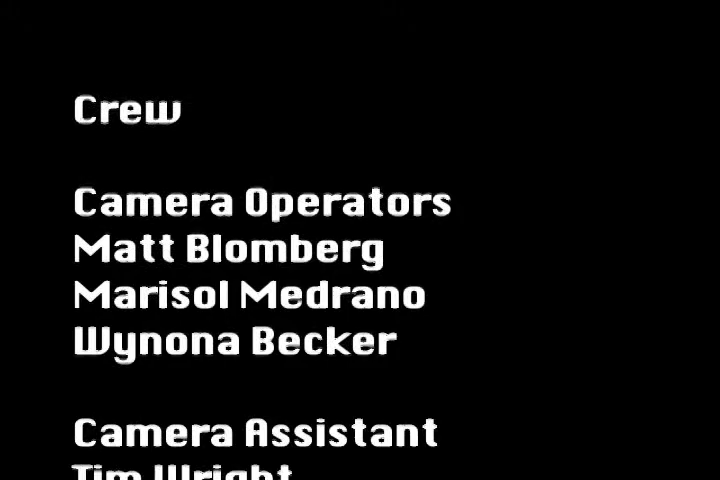 Crew
Camera Operators
Matt Blomberg
Marisol Medrano
Wynona Becker
Camera Assistant
Tim Wright